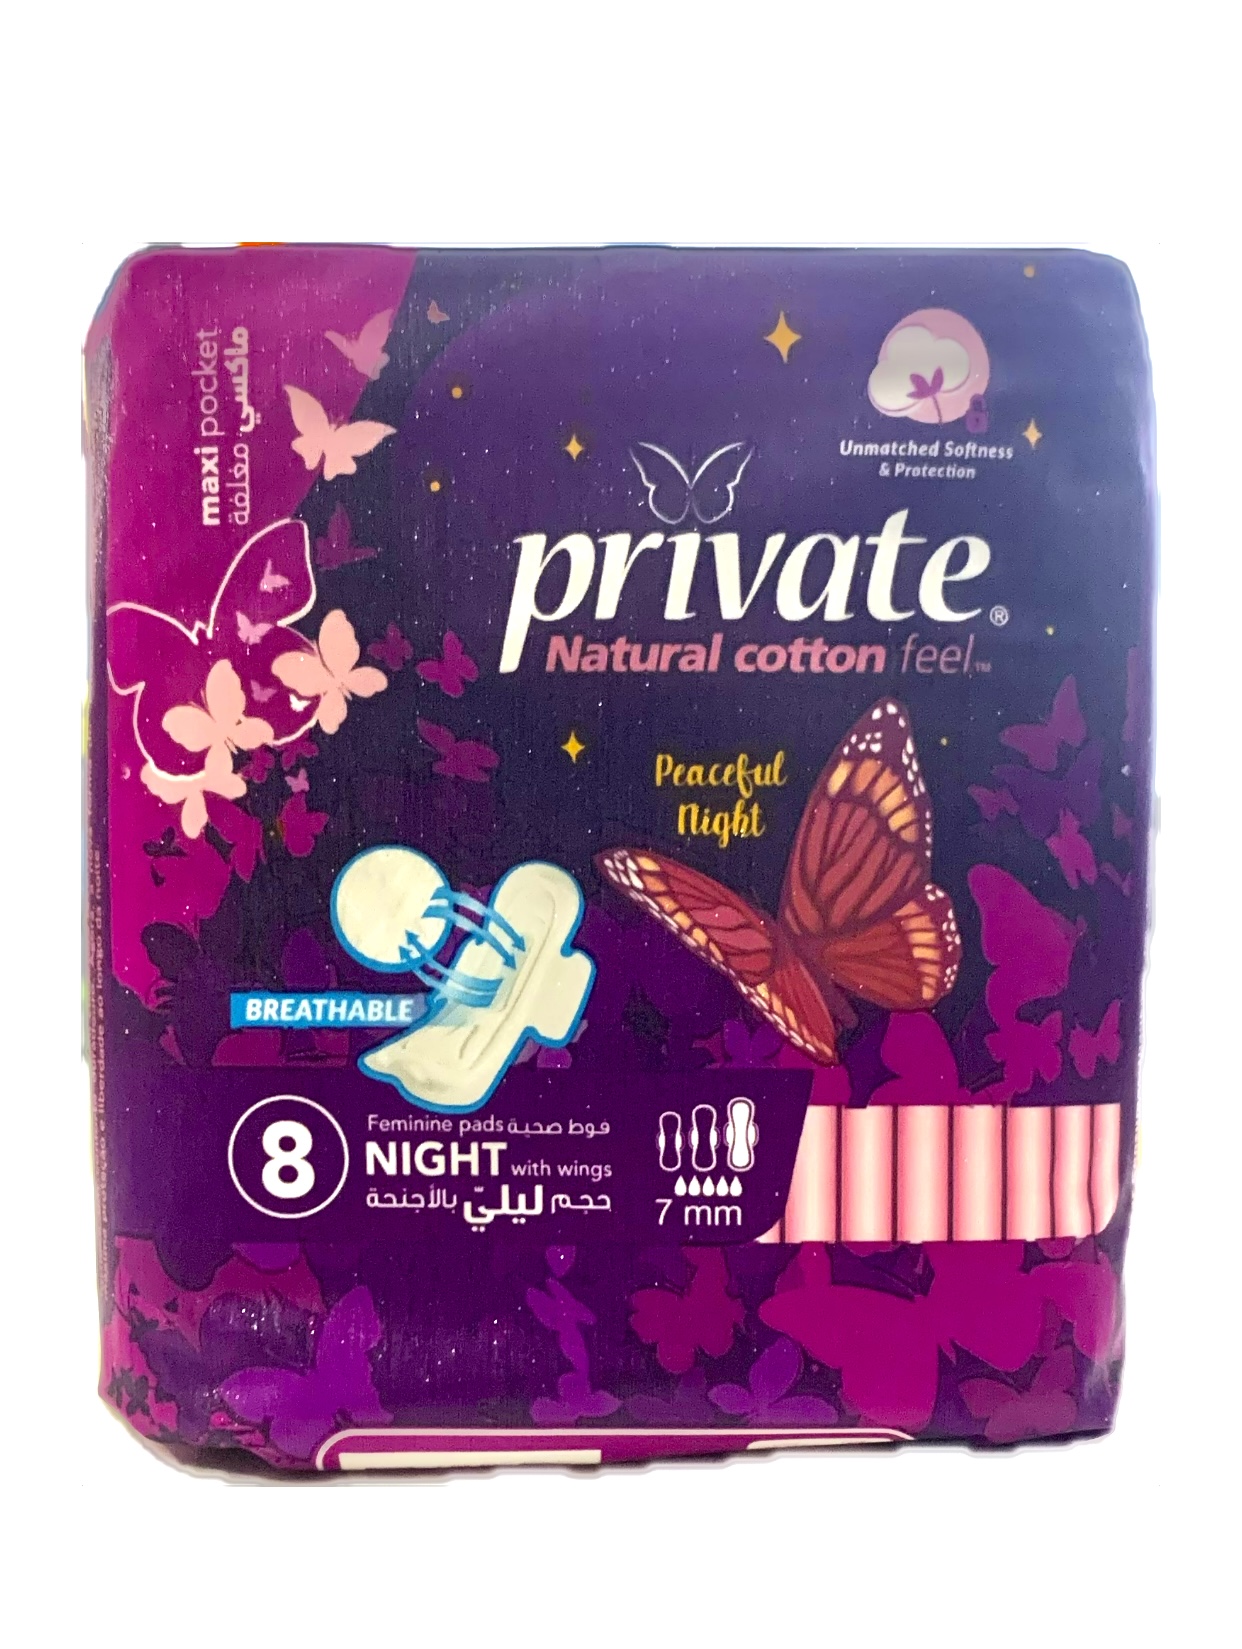 maxi pocket
ماكسي مغلفة
Unmatched Softness
& Protection
private®
Natural cotton feel™
Peaceful
Night
BREATHABLE
8
Feminine pads فوط صحية
NIGHT with wings
حجم ليليّ بالأجنحة
7 mm